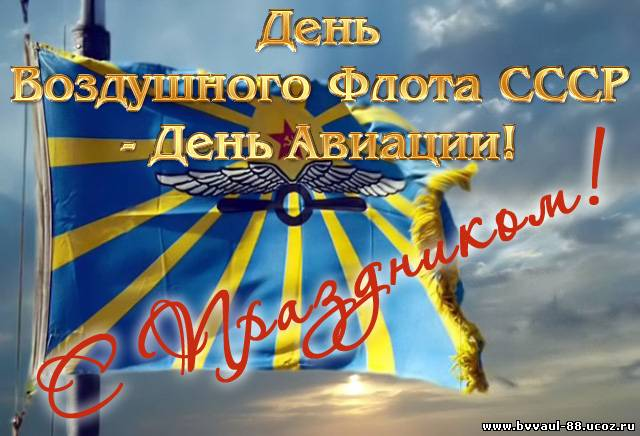 День
Воздушного Флота СССР
- День Авиации!
С Праздником!
www.bvvaul-88.ucoz.ru